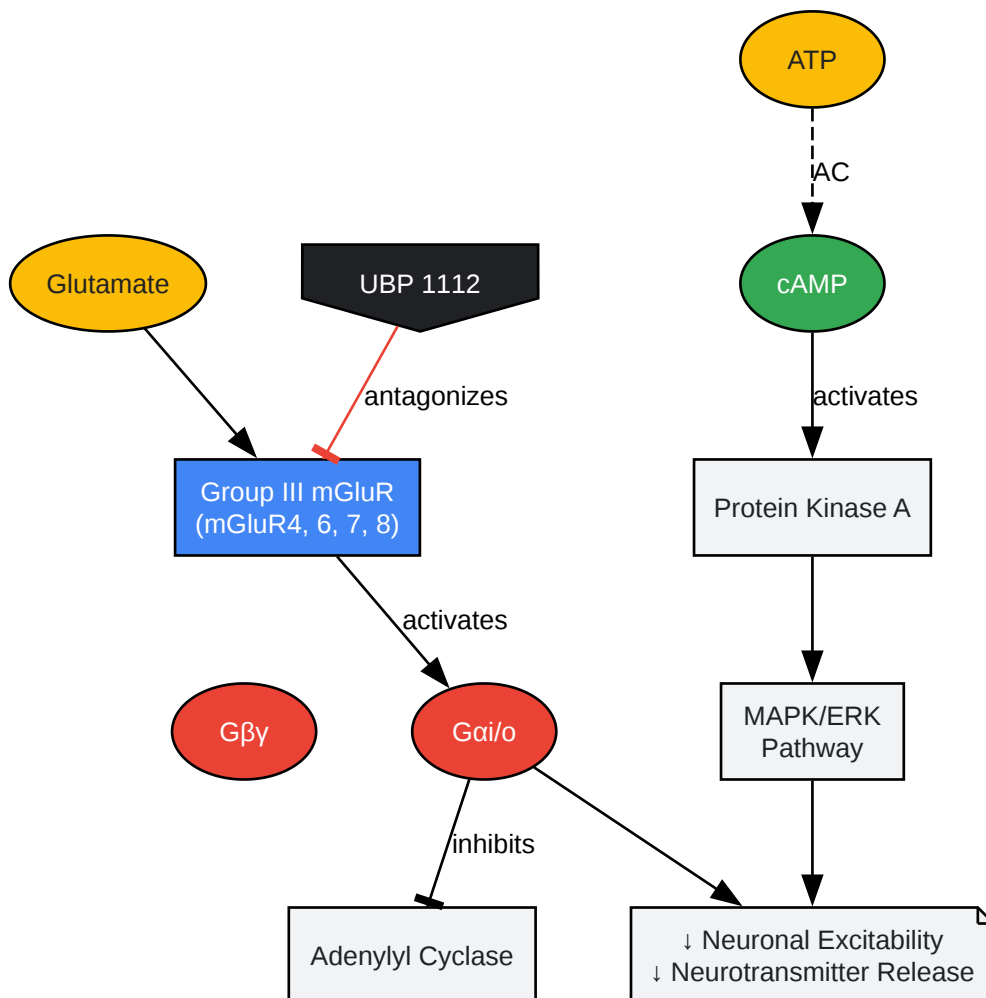 ATP
AC
Glutamate
UBP 1112
cAMP
antagonizes
activates
Group III mGluR
(mGluR4, 6, 7, 8)
Protein Kinase A
activates
Gβγ
Gαi/o
MAPK/ERK
Pathway
inhibits
Adenylyl Cyclase
↓ Neuronal Excitability
↓ Neurotransmitter Release